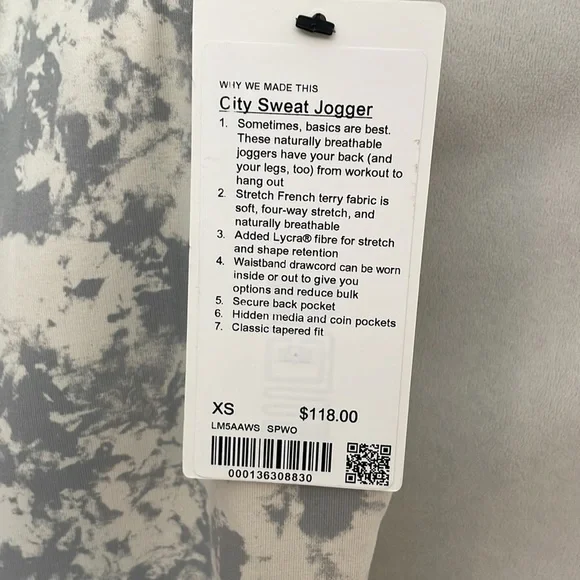 WHY WE MADE THIS
City Sweat Jogger
1. Sometimes, basics are best.
These naturally breathable
joggers have your back (and
your legs, too) from workout to
hang out
2. Stretch French terry fabric is
soft, four-way stretch, and
naturally breathable
3. Added Lycra® fibre for stretch
and shape retention
4. Waistband drawcord can be worn
inside or out to give you
options and reduce bulk
5. Secure back pocket
6. Hidden media and coin pockets
7. Classic tapered fit
XS $118.00
LM5AAWS SPWO
000136308830